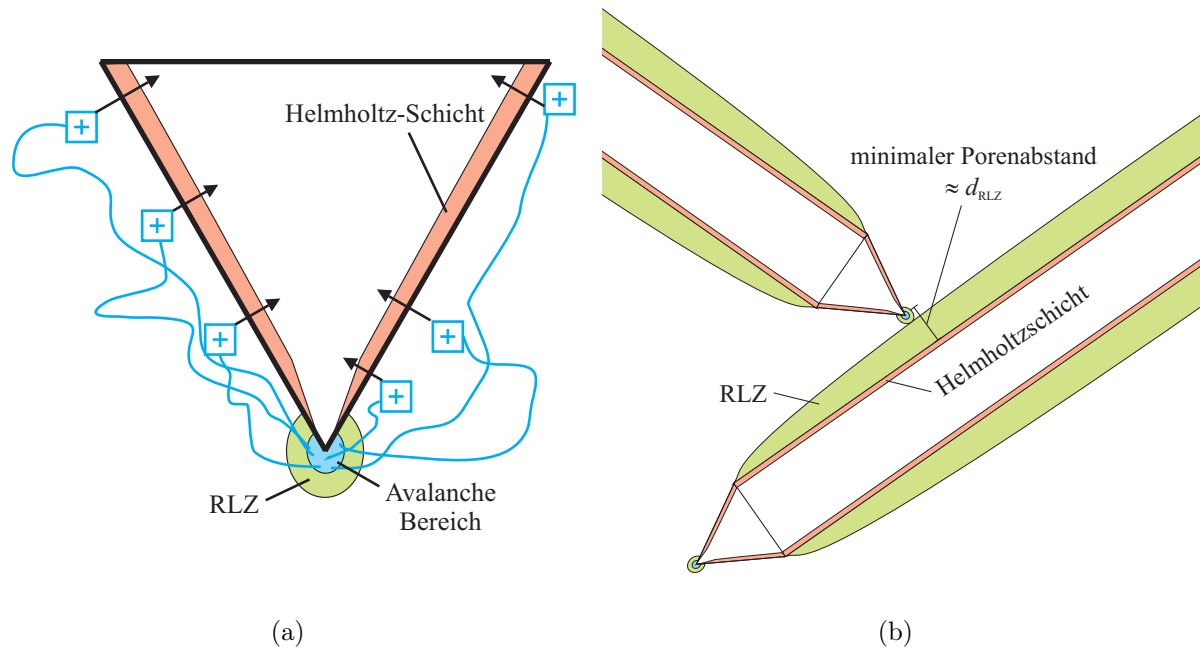 +
+
Helmholtz-Schicht
+
+
+
+
RLZ
Avalanche
Bereich
(a)
minimaler Porenabstand
≈ d_RLZ
Helmholtzschicht
RLZ
(b)